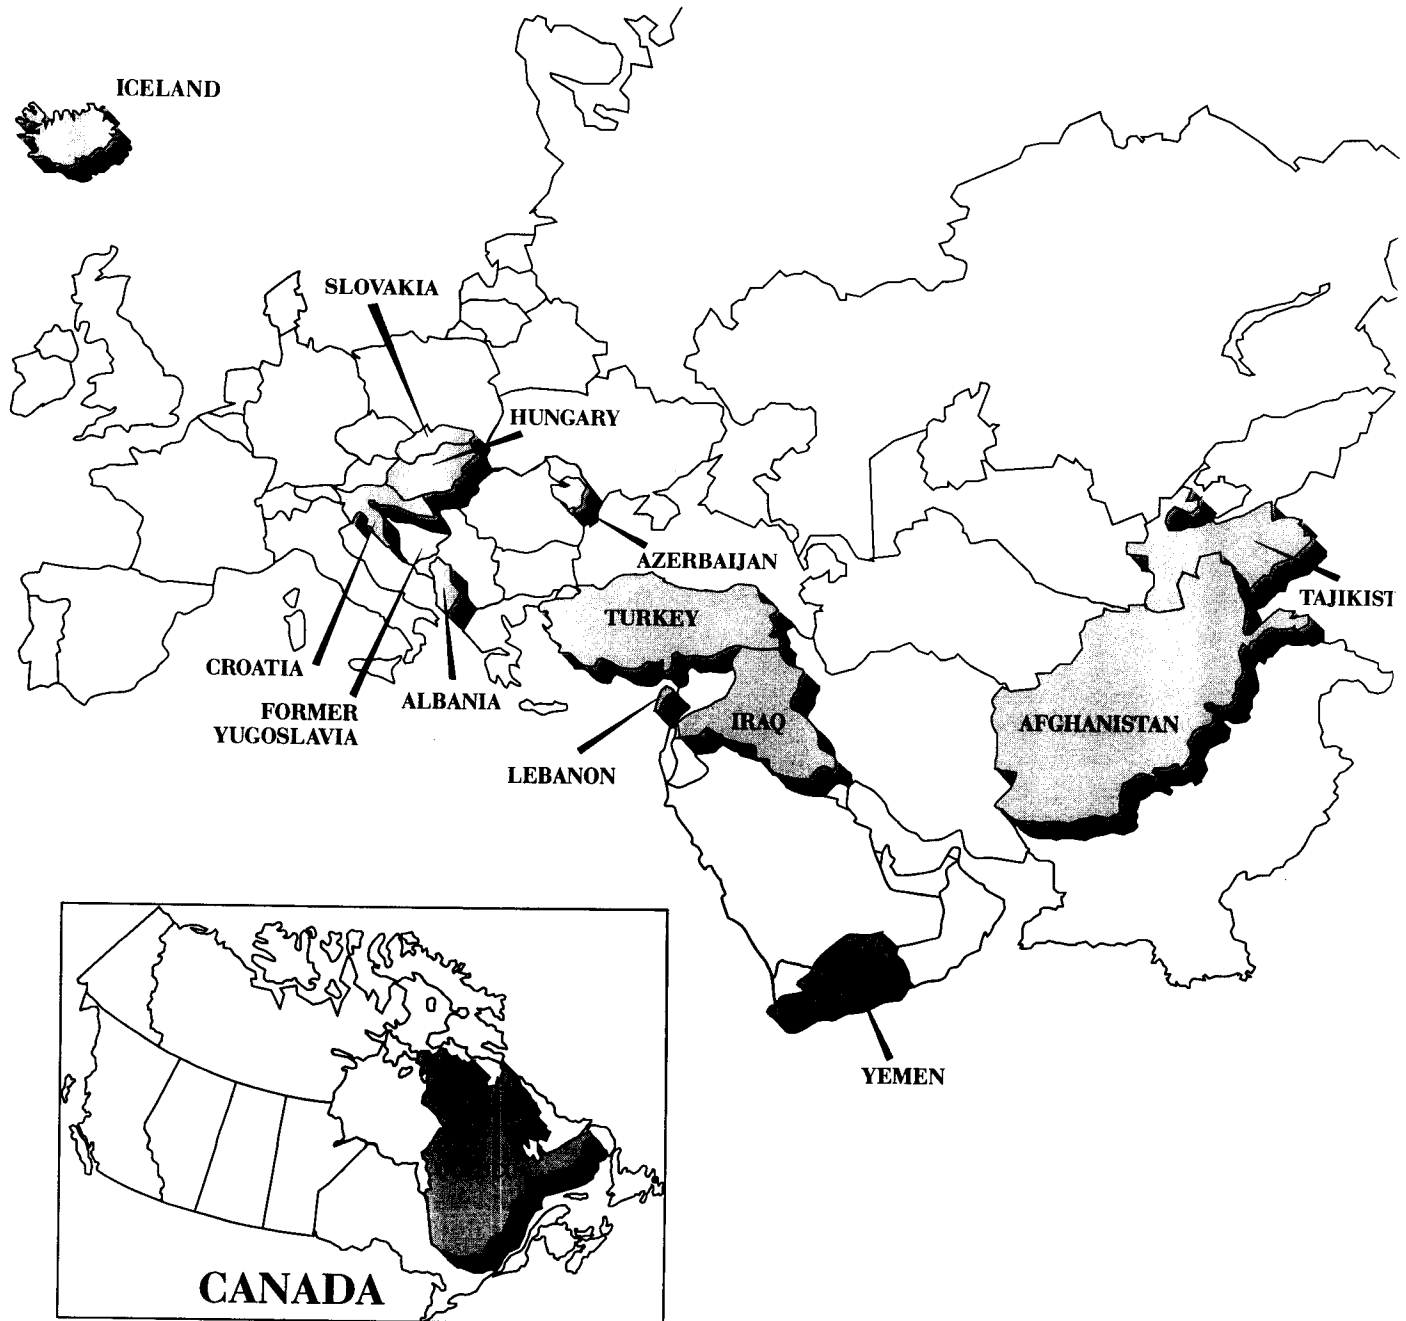 ICELAND
SLOVAKIA
HUNGARY
AZERBAIJAN
TURKEY
TAJIKIST
CROATIA
ALBANIA
FORMER
YUGOSLAVIA
IRAQ
AFGHANISTAN
LEBANON
YEMEN
CANADA